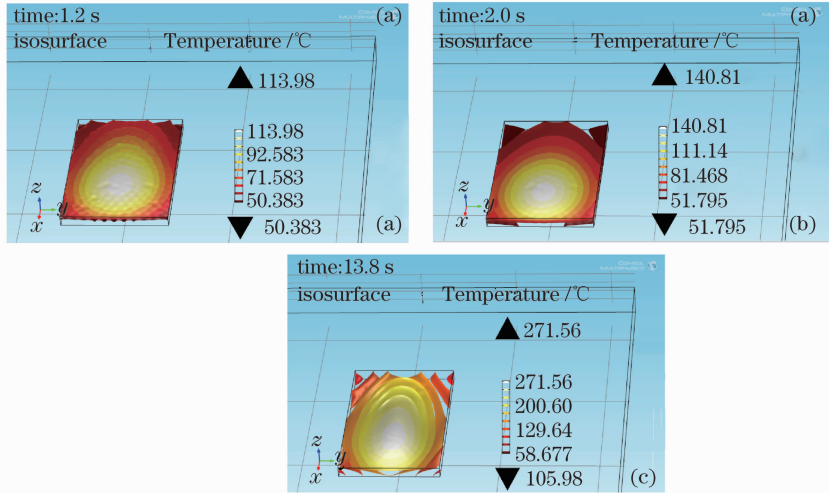 time:1.2 s (a)
isosurface Temperature /℃
113.98
113.98
92.583
71.583
50.383
50.383
z
y
x
(a)
time:2.0 s (a)
isosurface Temperature /℃
140.81
140.81
111.14
81.468
51.795
51.795
z
y
x
(b)
time:13.8 s
isosurface Temperature /℃
271.56
271.56
200.60
129.64
58.677
105.98
z
y
x
(c)